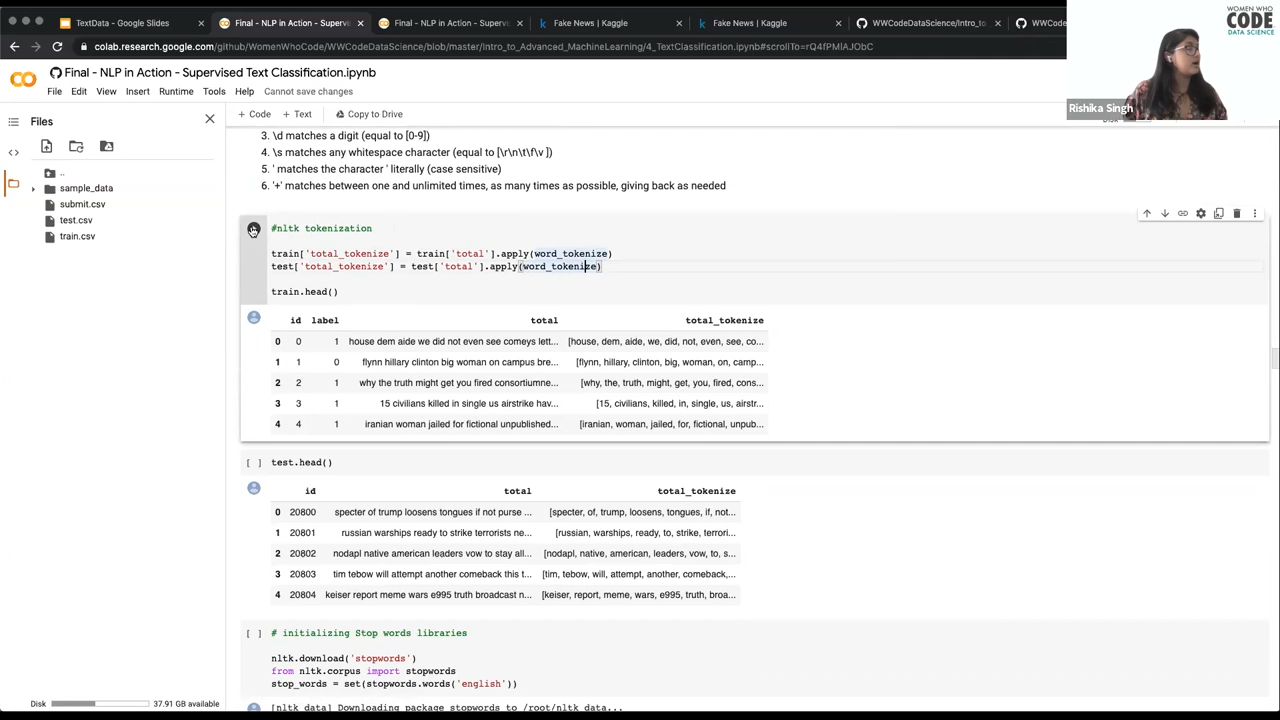 TextData - Google Slides
Final - NLP in Action - Supervised
Final - NLP in Action - Supervis
Fake News | Kaggle
Fake News | Kaggle
WWCodeDataScience/Intro_to
WWCode
colab.research.google.com/github/WomenWhoCode/WWCodeDataScience/blob/master/Intro_to_Advanced_MachineLearning/4_TextClassification.ipynb#scrollTo=rQ4fPMIAJObC
WOMEN WHO
CODE
DATA SCIENCE
Rishika Singh
Final - NLP in Action - Supervised Text Classification.ipynb
File Edit View Insert Runtime Tools Help Cannot save changes
+ Code + Text Copy to Drive
Files
..
sample_data
submit.csv
test.csv
train.csv
Disk 37.91 GB available
3. \d matches a digit (equal to [0-9])
4. \s matches any whitespace character (equal to [\r\n\t\f\v ])
5. ' matches the character ' literally (case sensitive)
6. '+' matches between one and unlimited times, as many times as possible, giving back as needed
#nltk tokenization
train['total_tokenize'] = train['total'].apply(word_tokenize)
test['total_tokenize'] = test['total'].apply(word_tokenize)
train.head()
id label total total_tokenize
0 0 1 house dem aide we did not even see comeys lett... [house, dem, aide, we, did, not, even, see, co...
1 1 0 flynn hillary clinton big woman on campus bre... [flynn, hillary, clinton, big, woman, on, camp...
2 2 1 why the truth might get you fired consortiumne... [why, the, truth, might, get, you, fired, cons...
3 3 1 15 civilians killed in single us airstrike hav... [15, civilians, killed, in, single, us, airstr...
4 4 1 iranian woman jailed for fictional unpublished... [iranian, woman, jailed, for, fictional, unpub...
[ ] test.head()
id total total_tokenize
0 20800 specter of trump loosens tongues if not purse ... [specter, of, trump, loosens, tongues, if, not...
1 20801 russian warships ready to strike terrorists ne... [russian, warships, ready, to, strike, terrori...
2 20802 nodapl native american leaders vow to stay all... [nodapl, native, american, leaders, vow, to, s...
3 20803 tim tebow will attempt another comeback this t... [tim, tebow, will, attempt, another, comeback,...
4 20804 keiser report meme wars e995 truth broadcast n... [keiser, report, meme, wars, e995, truth, broa...
[ ] # initializing Stop words libraries
nltk.download('stopwords')
from nltk.corpus import stopwords
stop_words = set(stopwords.words('english'))
[nltk_data] Downloading package stopwords to /root/nltk_data...